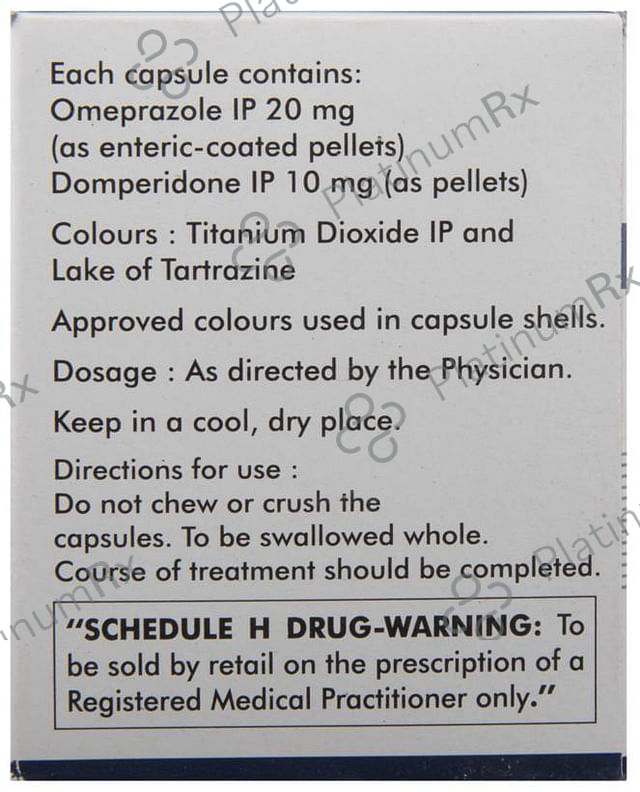 Each capsule contains:
Omeprazole IP 20 mg
(as enteric-coated pellets)
Domperidone IP 10 mg (as pellets)
Colours : Titanium Dioxide IP and
Lake of Tartrazine
Approved colours used in capsule shells.
Dosage : As directed by the Physician.
Keep in a cool, dry place.
Directions for use :
Do not chew or crush the
capsules. To be swallowed whole.
Course of treatment should be completed.
"SCHEDULE H DRUG-WARNING: To
be sold by retail on the prescription of a
Registered Medical Practitioner only."
PlatinumRx
PlatinumRx